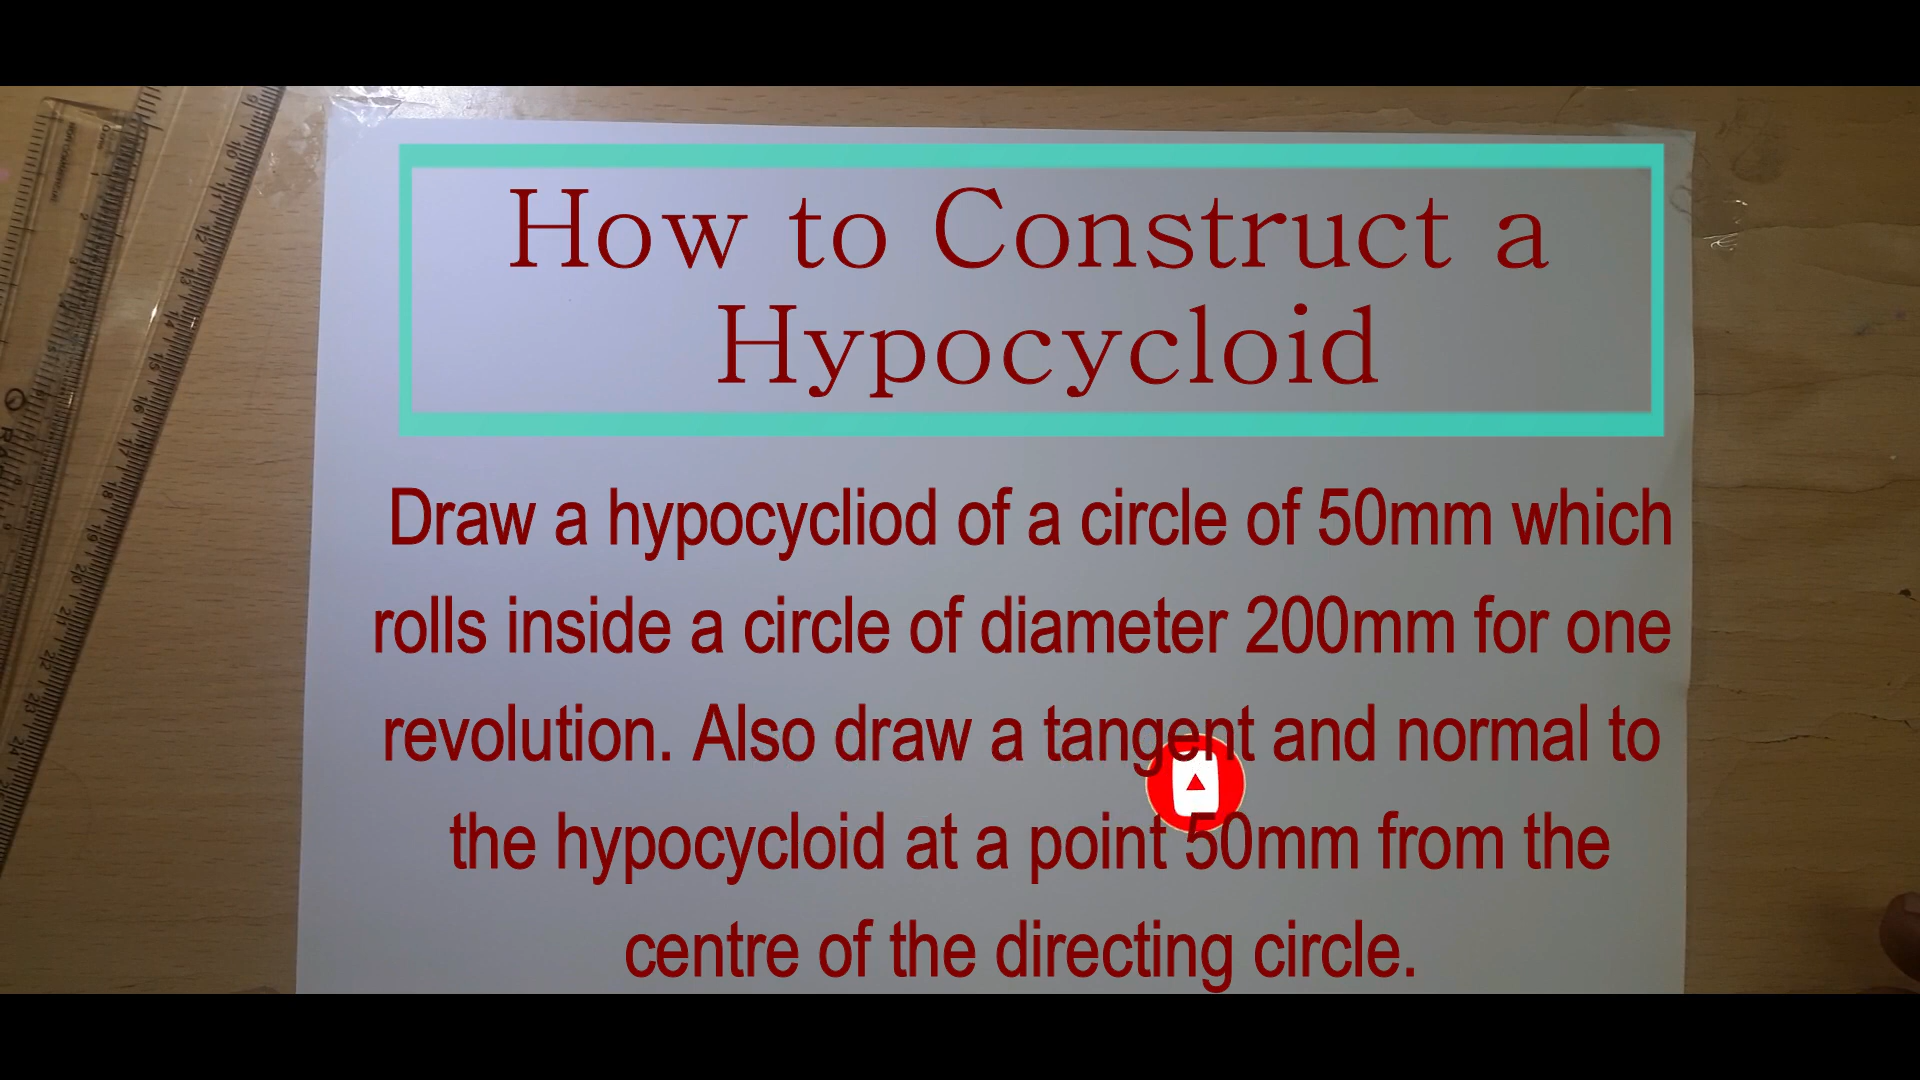 How to Construct a
Hypocycloid
Draw a hypocycliod of a circle of 50mm which
rolls inside a circle of diameter 200mm for one
revolution. Also draw a tangent and normal to
the hypocycloid at a point 50mm from the
centre of the directing circle.